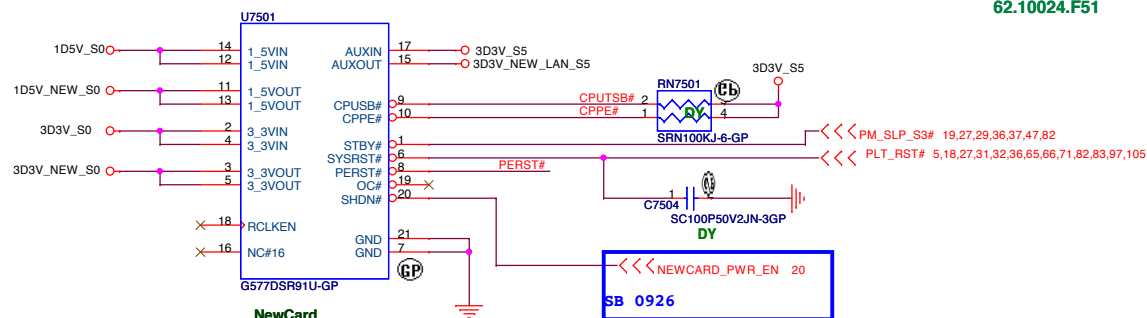 62.10024.F51
U7501
1D5V_S0
14 1_5VIN AUXIN 17 3D3V_S5
12 1_5VIN AUXOUT 15 3D3V_NEW_LAN_S5
3D3V_S5
RN7501
1D5V_NEW_S0
11 1_5VOUT
13 1_5VOUT CPUSB# 9 CPUTSB# 2
CPPE# 10 CPPE# 1 DY 4
SRN100KJ-6-GP
3D3V_S0
2 3_3VIN
4 3_3VIN STBY# 1 PM_SLP_S3# 19,27,29,36,37,47,82
SYSRST# 6 PLT_RST# 5,18,27,31,32,36,65,66,71,82,83,97,105
3D3V_NEW_S0
3 3_3VOUT PERST# 8 PERST#
5 3_3VOUT OC# 19
SHDN# 20
C7504 1
SC100P50V2JN-3GP
DY
18 RCLKEN
GND 21
16 NC#16 GND 7
GP
NEWCARD_PWR_EN 20
G577DSR91U-GP
SB 0926
NewCard